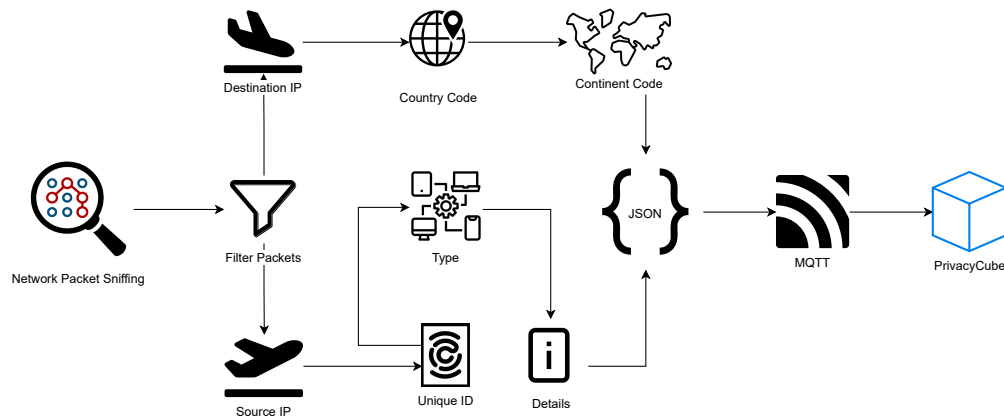 Destination IP
Country Code
Continent Code
Network Packet Sniffing
Filter Packets
Type
JSON
MQTT
PrivacyCube
Source IP
Unique ID
i
Details